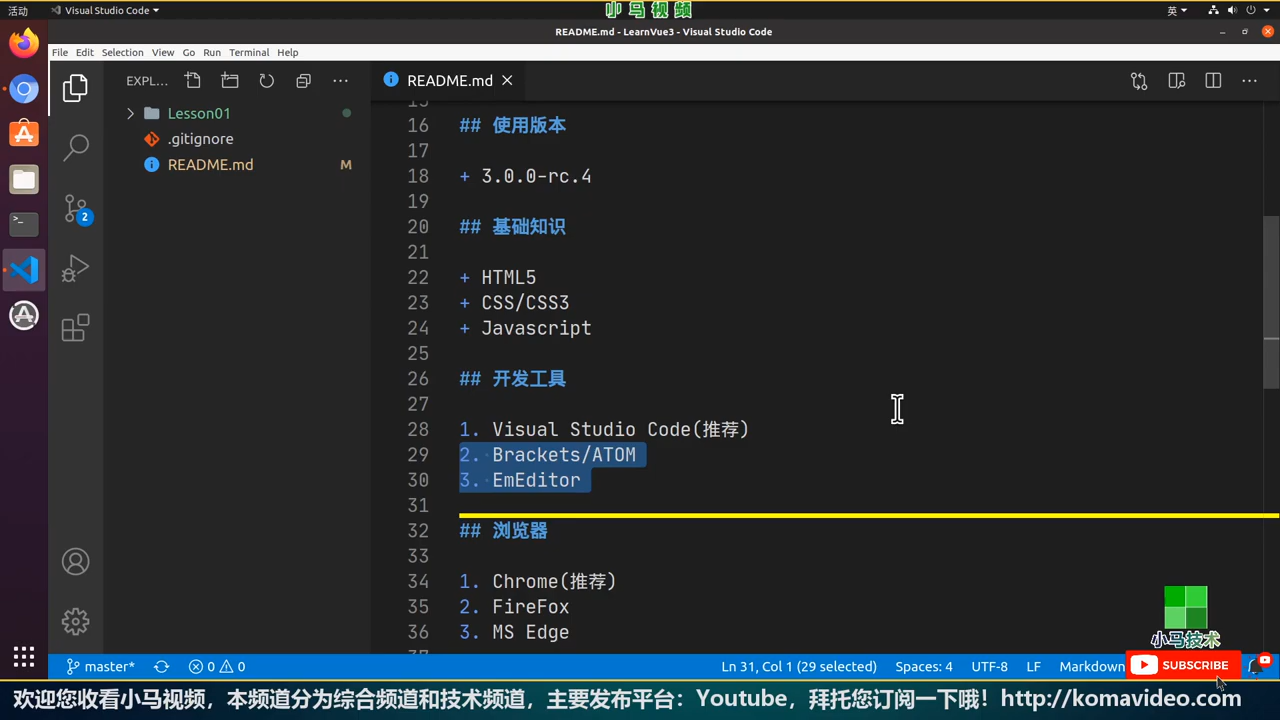 活动
Visual Studio Code
小马视频
英
README.md - LearnVue3 - Visual Studio Code
File Edit Selection View Go Run Terminal Help
EXPL...
README.md
Lesson01
.gitignore
README.md M
2
15
16 ## 使用版本
17
18 + 3.0.0-rc.4
19
20 ## 基础知识
21
22 + HTML5
23 + CSS/CSS3
24 + Javascript
25
26 ## 开发工具
27
28 1. Visual Studio Code(推荐)
29 2. Brackets/ATOM
30 3. EmEditor
31
32 ## 浏览器
33
34 1. Chrome(推荐)
35 2. FireFox
36 3. MS Edge
小马技术
SUBSCRIBE
master* 0 0 Ln 31, Col 1 (29 selected) Spaces: 4 UTF-8 LF Markdown
欢迎您收看小马视频，本频道分为综合频道和技术频道，主要发布平台：Youtube，拜托您订阅一下哦！http://komavideo.com